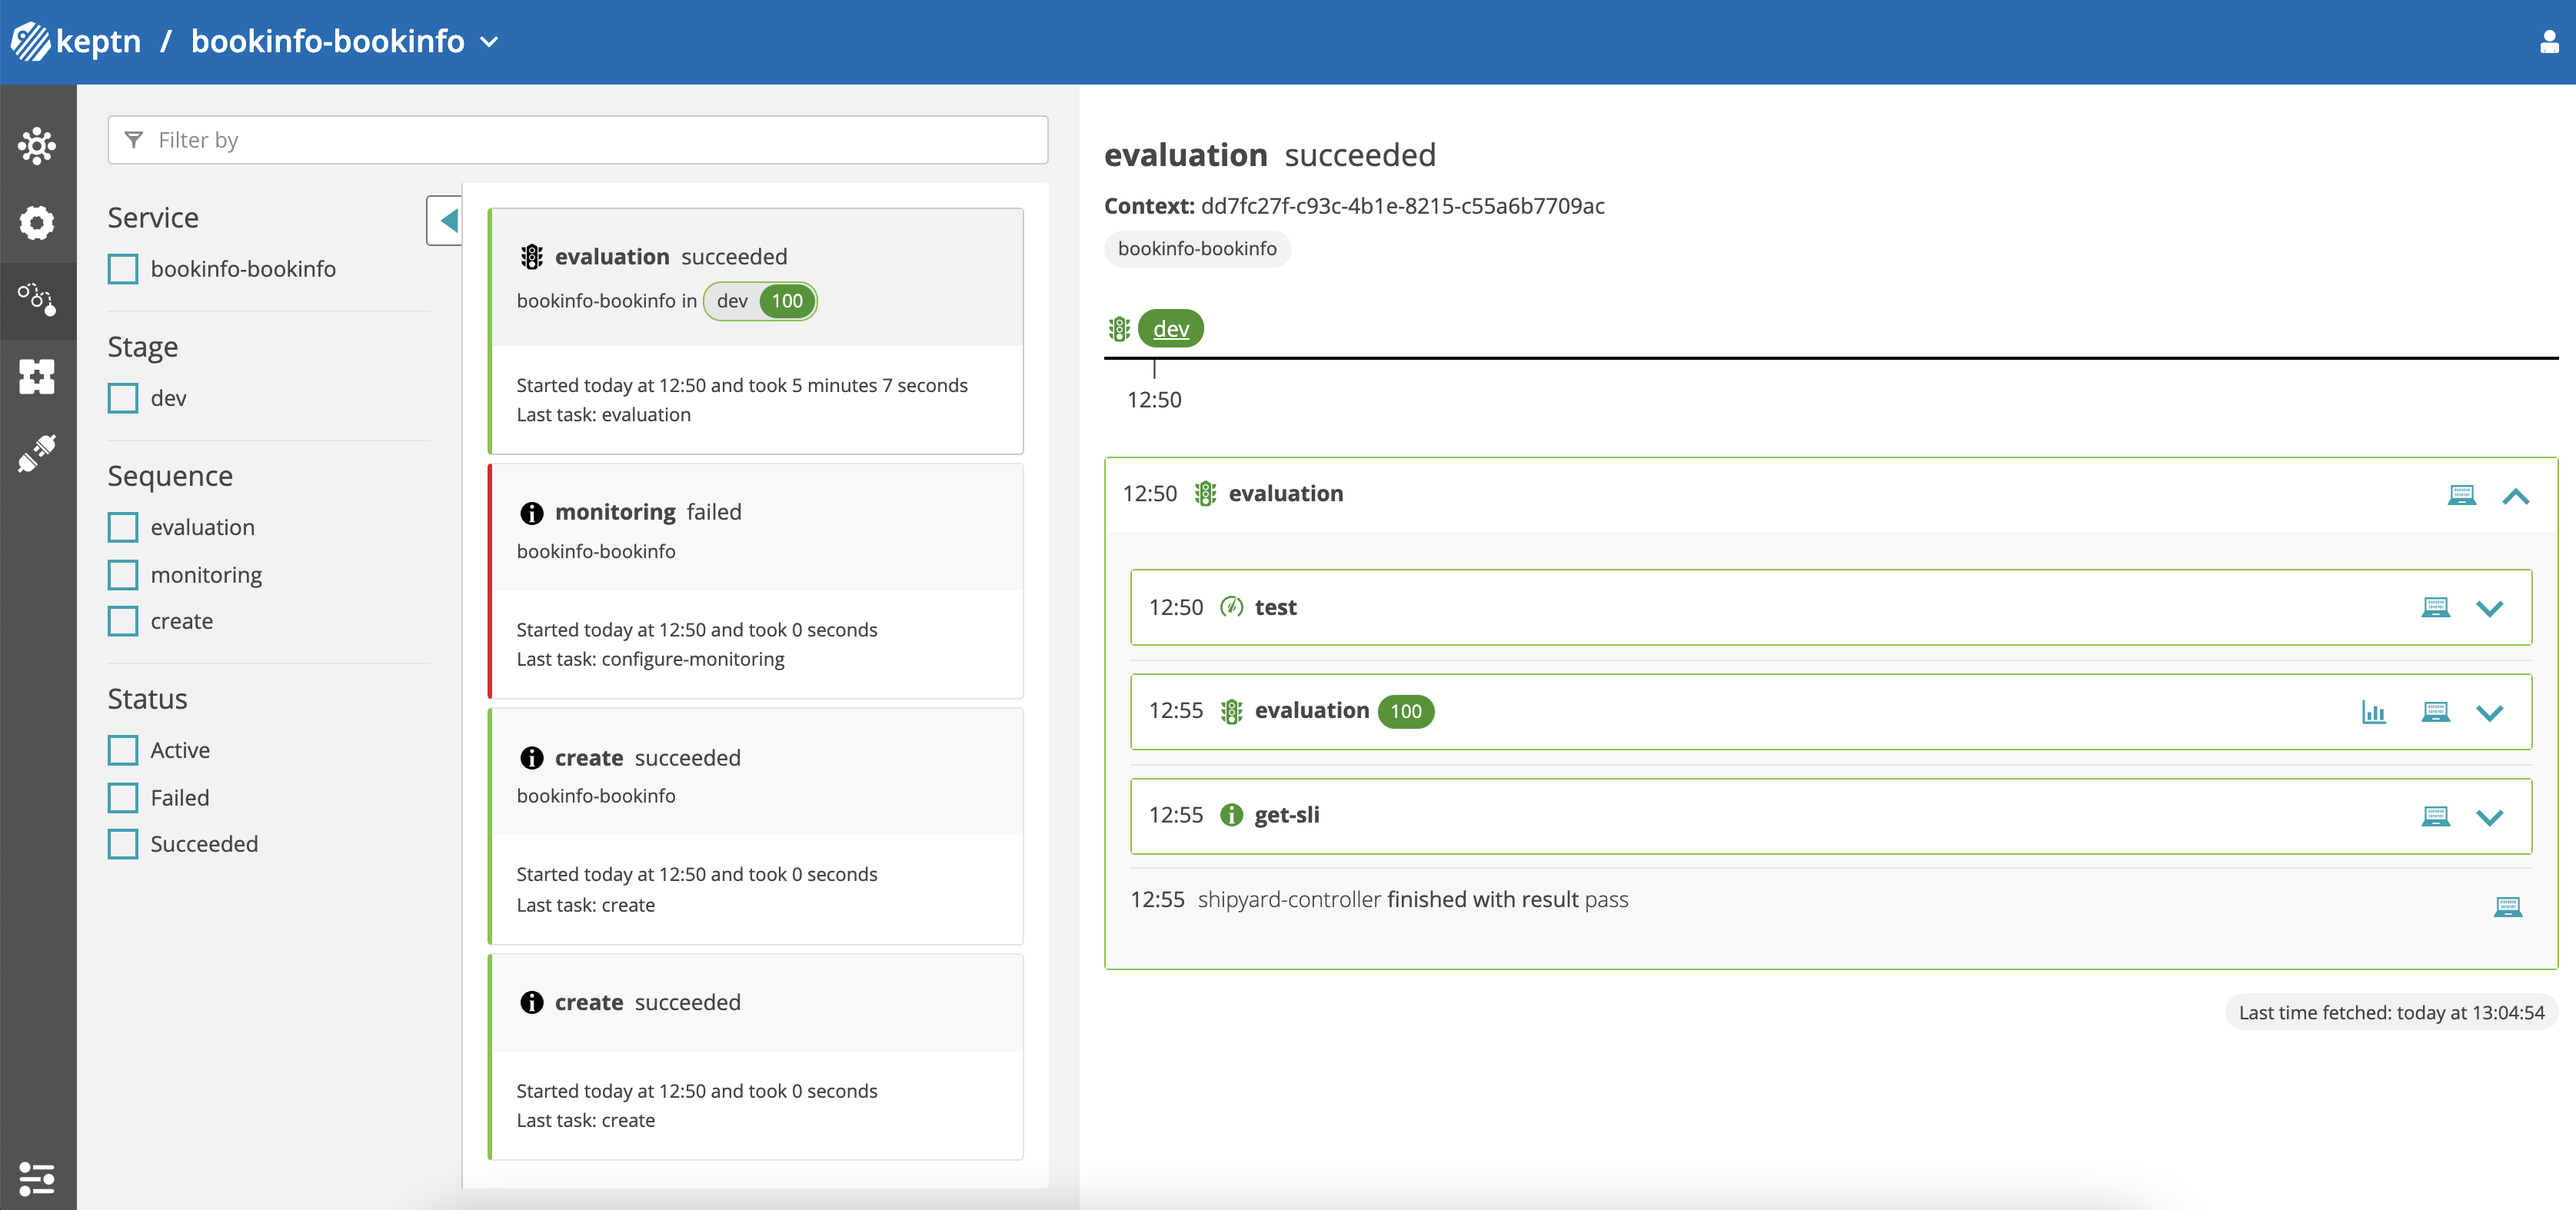 keptn / bookinfo-bookinfo
Filter by
Service
bookinfo-bookinfo
Stage
dev
Sequence
evaluation
monitoring
create
Status
Active
Failed
Succeeded
evaluation succeeded
bookinfo-bookinfo in dev 100
Started today at 12:50 and took 5 minutes 7 seconds
Last task: evaluation
monitoring failed
bookinfo-bookinfo
Started today at 12:50 and took 0 seconds
Last task: configure-monitoring
create succeeded
bookinfo-bookinfo
Started today at 12:50 and took 0 seconds
Last task: create
create succeeded
Started today at 12:50 and took 0 seconds
Last task: create
evaluation succeeded
Context: dd7fc27f-c93c-4b1e-8215-c55a6b7709ac
bookinfo-bookinfo
dev
12:50
12:50 evaluation
12:50 test
12:55 evaluation 100
12:55 get-sli
12:55 shipyard-controller finished with result pass
Last time fetched: today at 13:04:54